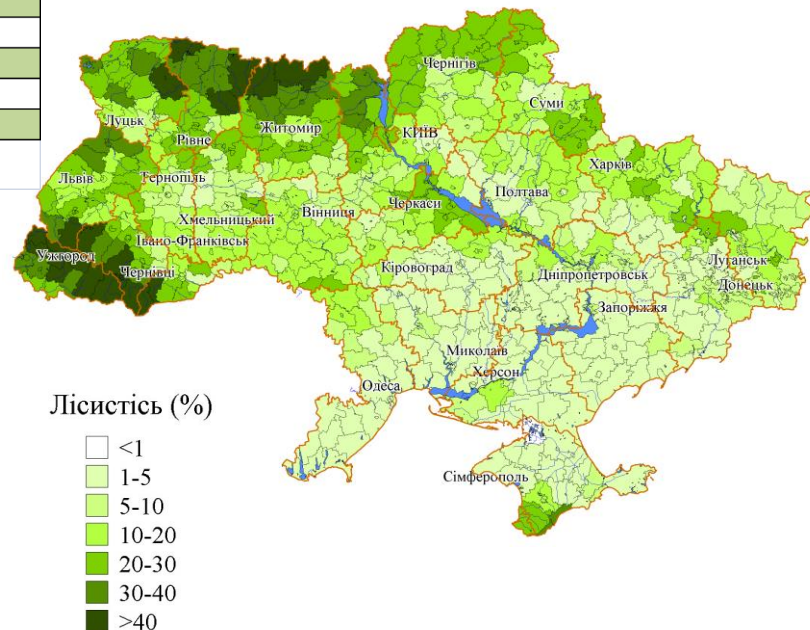 Чернігів
Суми
Луцьк
Рівне
Житомир
КИЇВ
Харків
Львів
Тернопіль
Полтава
Хмельницький
Вінниця
Черкаси
Івано-Франківськ
Ужгород
Чернівці
Кіровоград
Дніпропетровськ
Луганськ
Донецьк
Запоріжжя
Миколаїв
Херсон
Одеса
Сімферополь
Лісистісь (%)
<1
1-5
5-10
10-20
20-30
30-40
>40